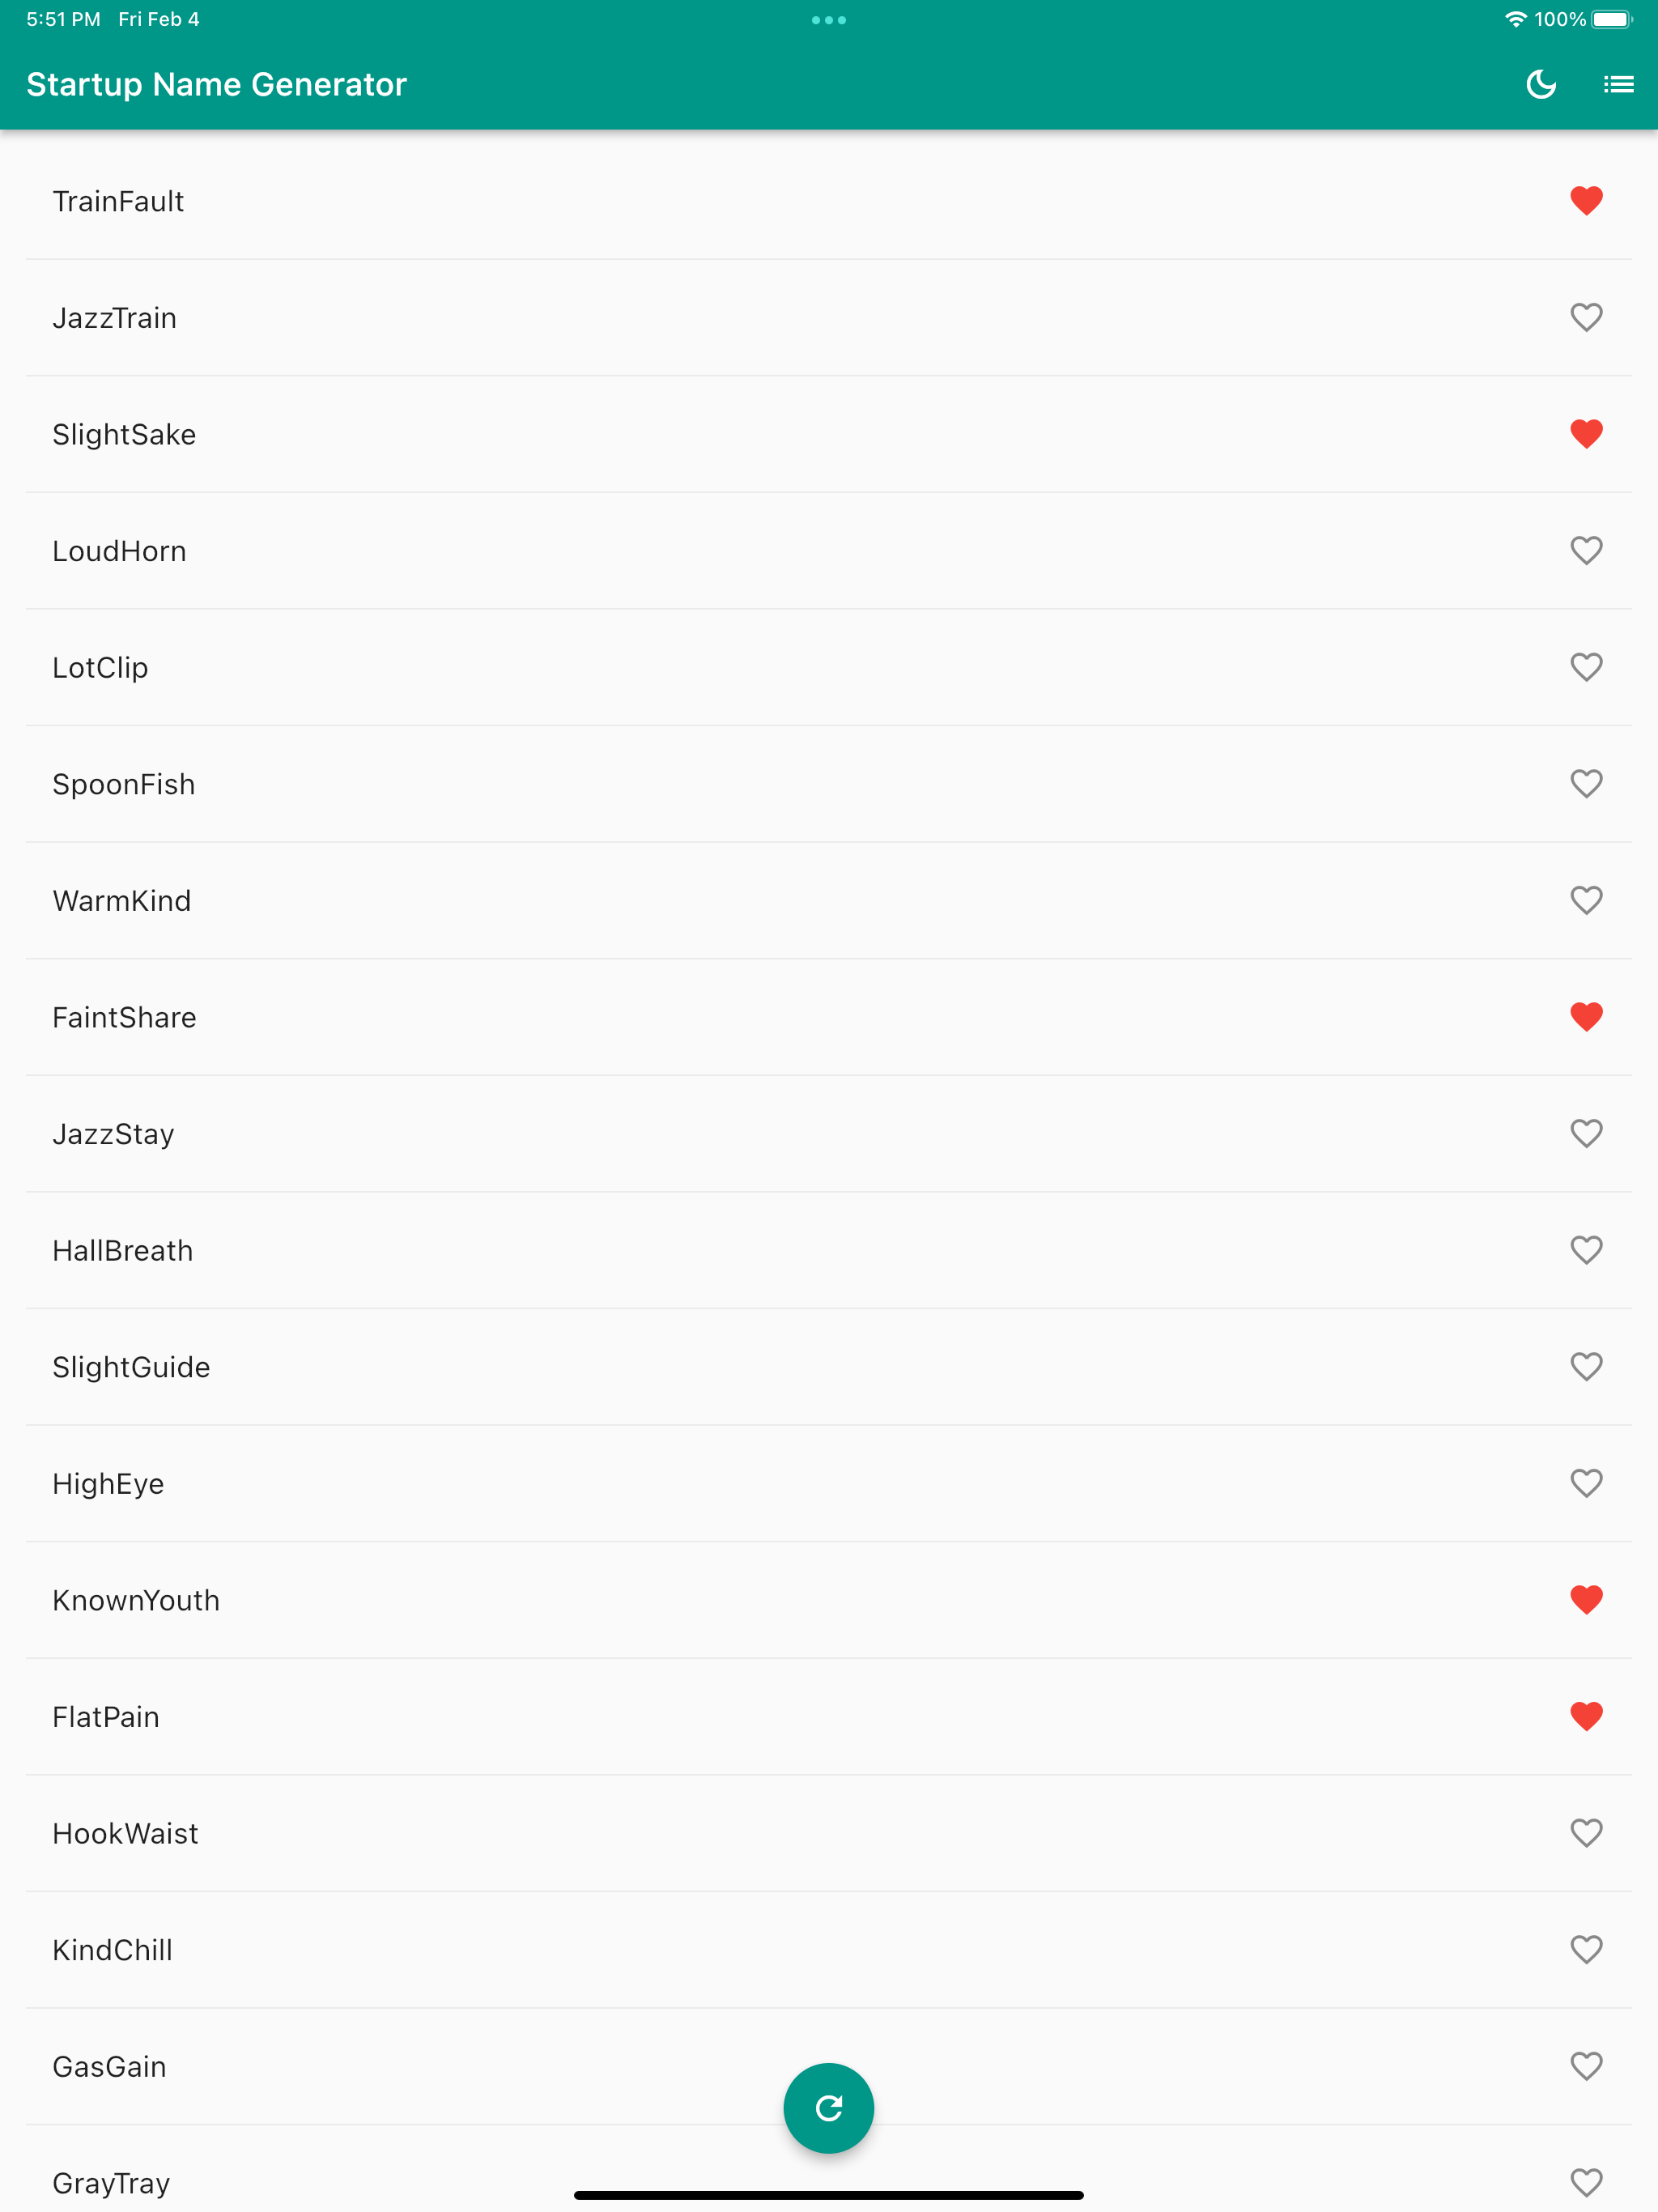 5:51 PM Fri Feb 4 100%
Startup Name Generator
TrainFault
JazzTrain
SlightSake
LoudHorn
LotClip
SpoonFish
WarmKind
FaintShare
JazzStay
HallBreath
SlightGuide
HighEye
KnownYouth
FlatPain
HookWaist
KindChill
GasGain
GrayTray